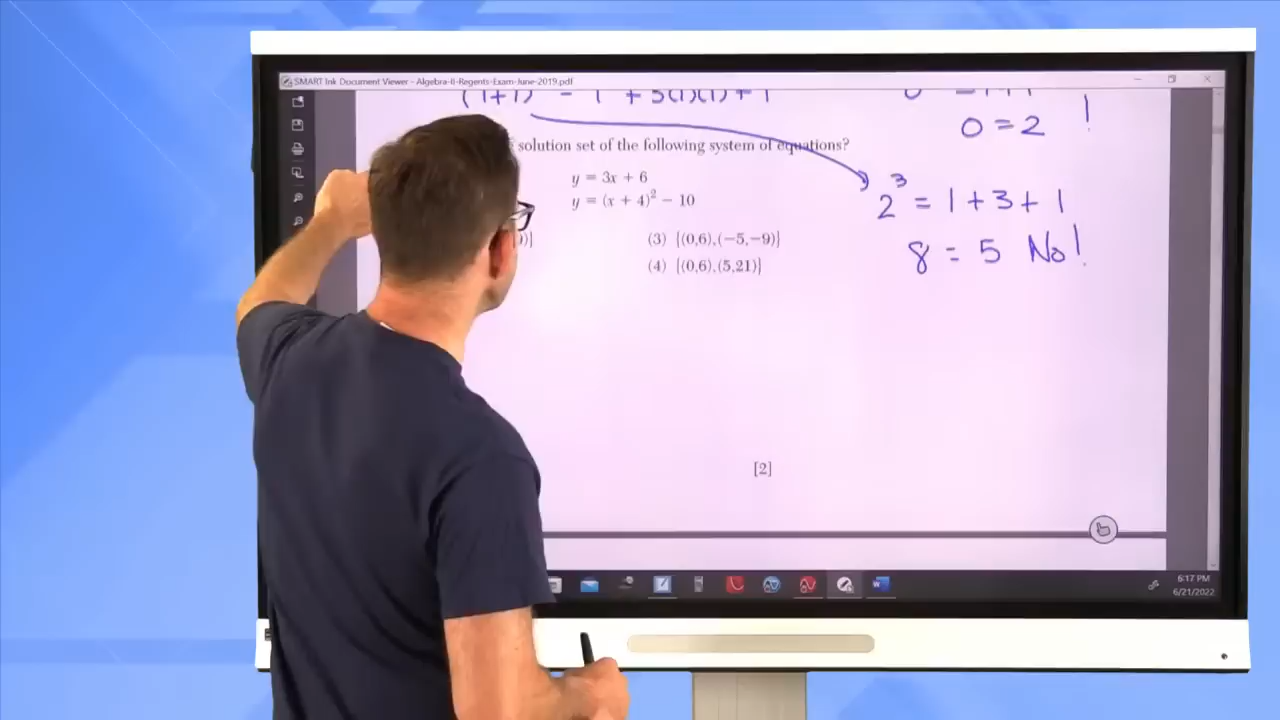 SMART Ink Document Viewer - Algebra-II-Regents-Exam-June-2019.pdf
0 = 2 !
solution set of the following system of equations?
y = 3x + 6
y = (x + 4)² − 10
2³ = 1 + 3 + 1
(3) {(0,6),(−5,−9)}
8 = 5 No!
(4) {(0,6),(5,21)}
[2]
6:17 PM
6/21/2022